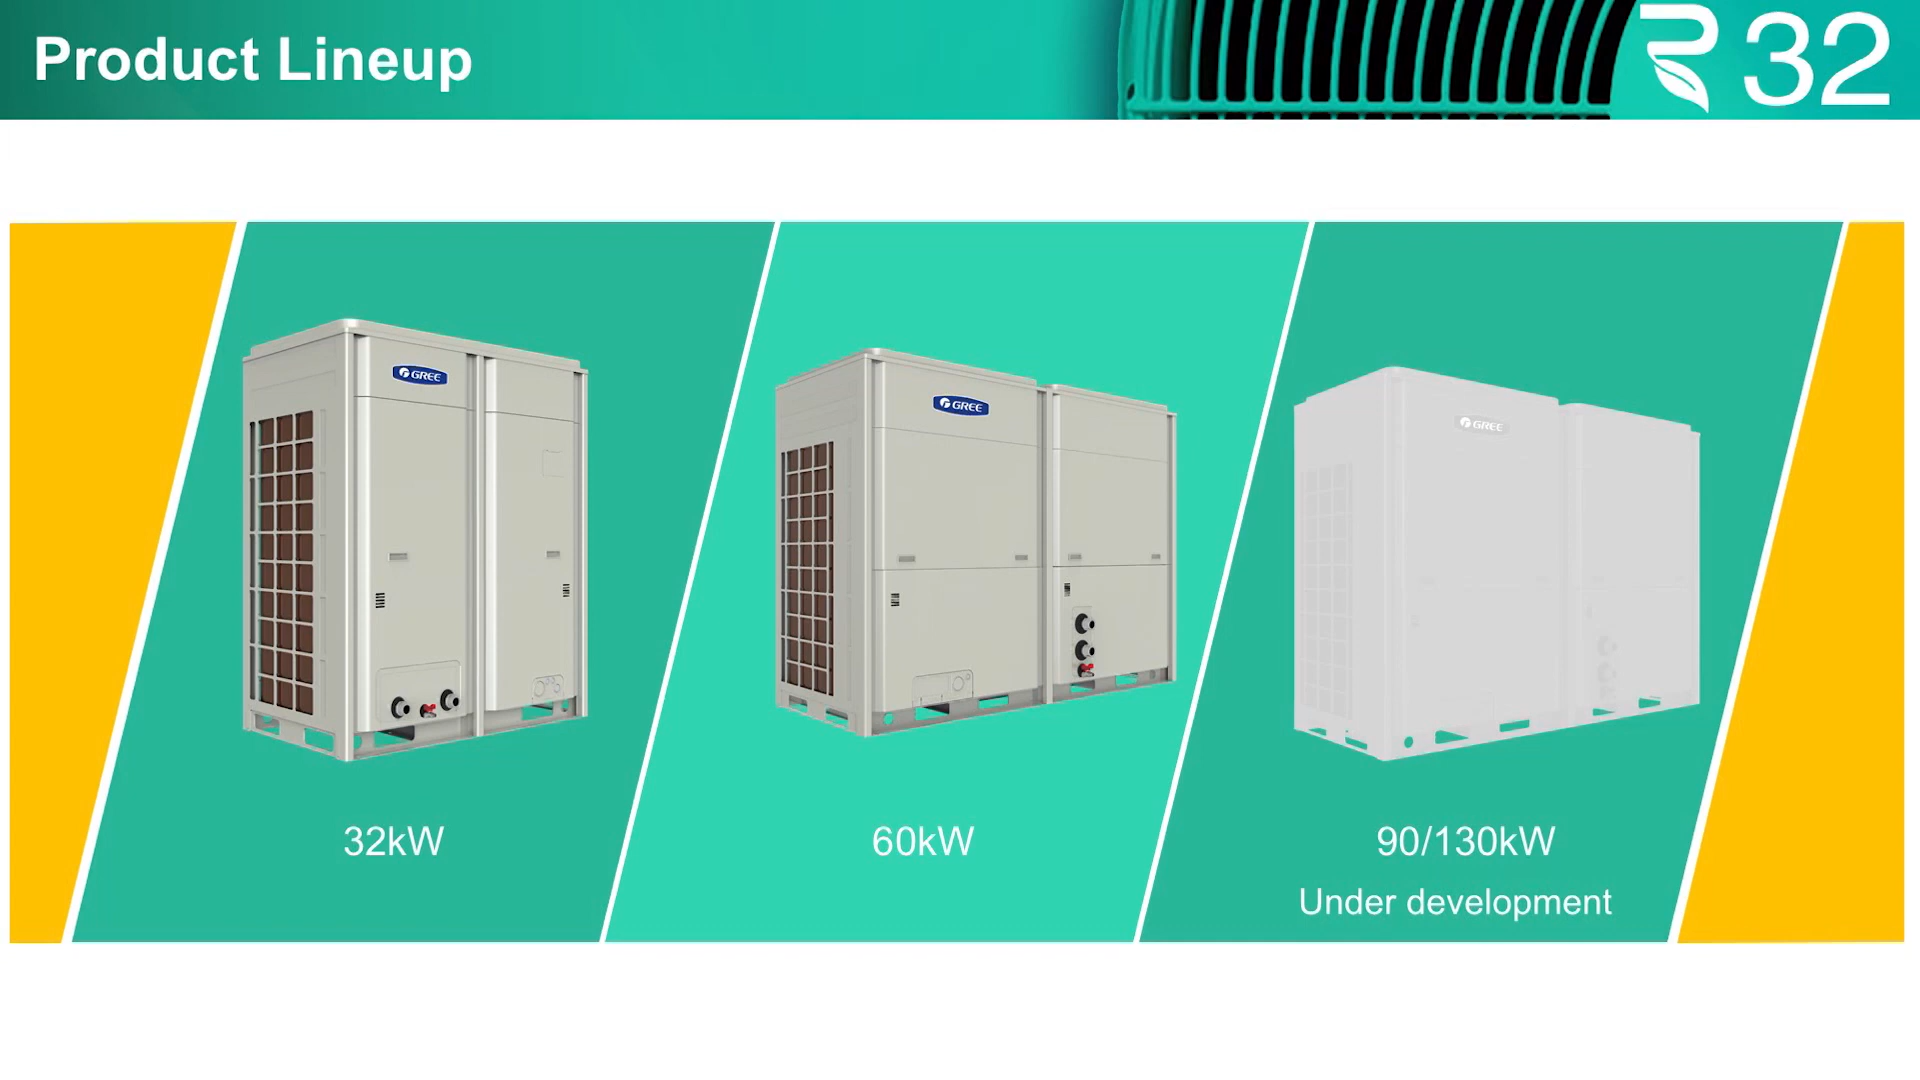 Product Lineup
R32
GREE
GREE
GREE
32kW
60kW
90/130kW
Under development